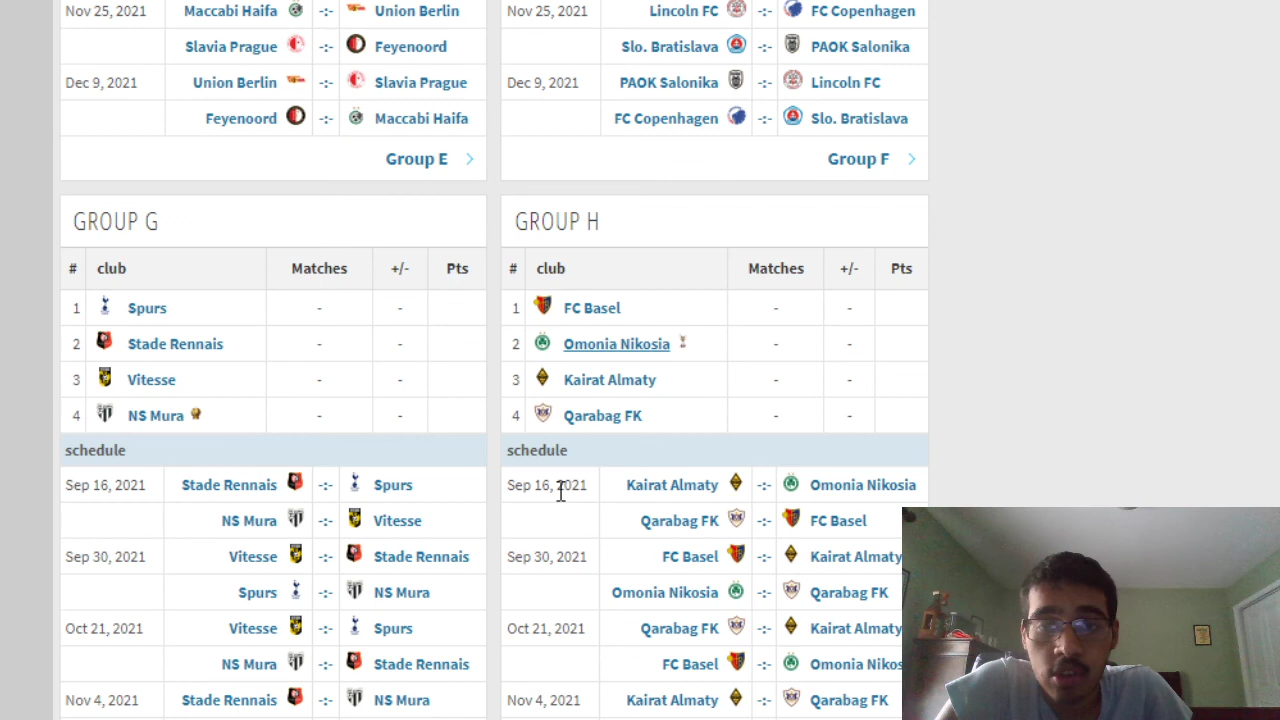 Nov 25, 2021 Maccabi Haifa -:- Union Berlin
Slavia Prague -:- Feyenoord
Dec 9, 2021 Union Berlin -:- Slavia Prague
Feyenoord -:- Maccabi Haifa
Group E >
Nov 25, 2021 Lincoln FC -:- FC Copenhagen
Slo. Bratislava -:- PAOK Salonika
Dec 9, 2021 PAOK Salonika -:- Lincoln FC
FC Copenhagen -:- Slo. Bratislava
Group F >
GROUP G
# club Matches +/- Pts
1 Spurs - -
2 Stade Rennais - -
3 Vitesse - -
4 NS Mura - -
schedule
Sep 16, 2021 Stade Rennais -:- Spurs
NS Mura -:- Vitesse
Sep 30, 2021 Vitesse -:- Stade Rennais
Spurs -:- NS Mura
Oct 21, 2021 Vitesse -:- Spurs
NS Mura -:- Stade Rennais
Nov 4, 2021 Stade Rennais -:- NS Mura
GROUP H
# club Matches +/- Pts
1 FC Basel - -
2 Omonia Nikosia - -
3 Kairat Almaty - -
4 Qarabag FK - -
schedule
Sep 16, 2021 Kairat Almaty -:- Omonia Nikosia
Qarabag FK -:- FC Basel
Sep 30, 2021 FC Basel -:- Kairat Almaty
Omonia Nikosia -:- Qarabag FK
Oct 21, 2021 Qarabag FK -:- Kairat Almaty
FC Basel -:- Omonia Nikos
Nov 4, 2021 Kairat Almaty -:- Qarabag FK